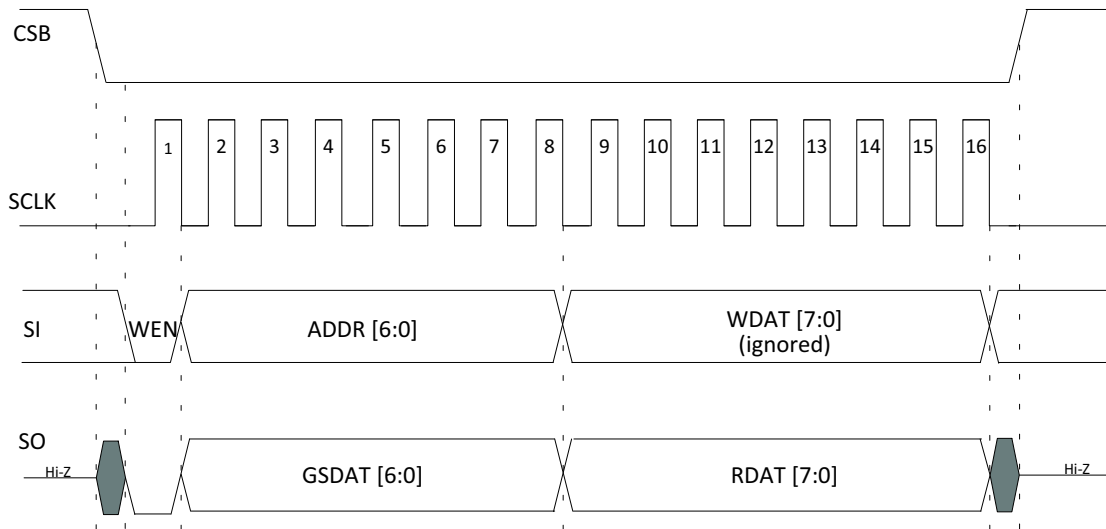 CSB
1 2 3 4 5 6 7 8 9 10 11 12 13 14 15 16
SCLK
SI WEN ADDR [6:0] WDAT [7:0]
(ignored)
SO
Hi-Z GSDAT [6:0] RDAT [7:0] Hi-Z